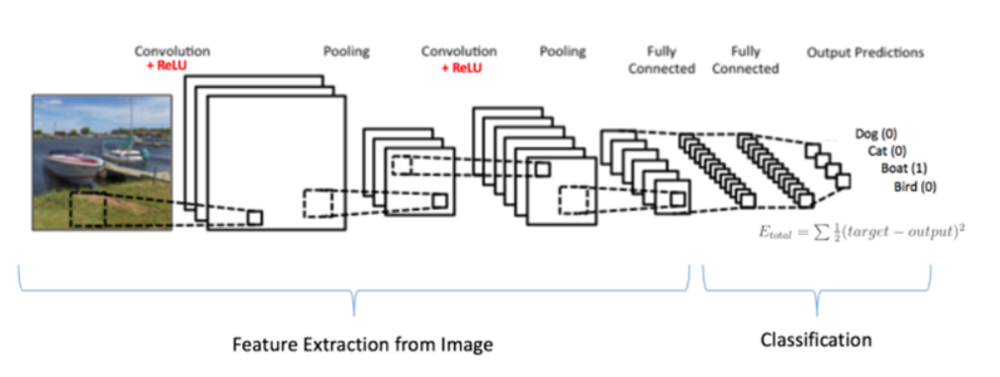 Convolution
+ ReLU
Pooling
Convolution
+ ReLU
Pooling
Fully
Connected
Fully
Connected
Output Predictions
Dog (0)
Cat (0)
Boat (1)
Bird (0)
E_total = ∑ ½(target − output)²
Feature Extraction from Image
Classification